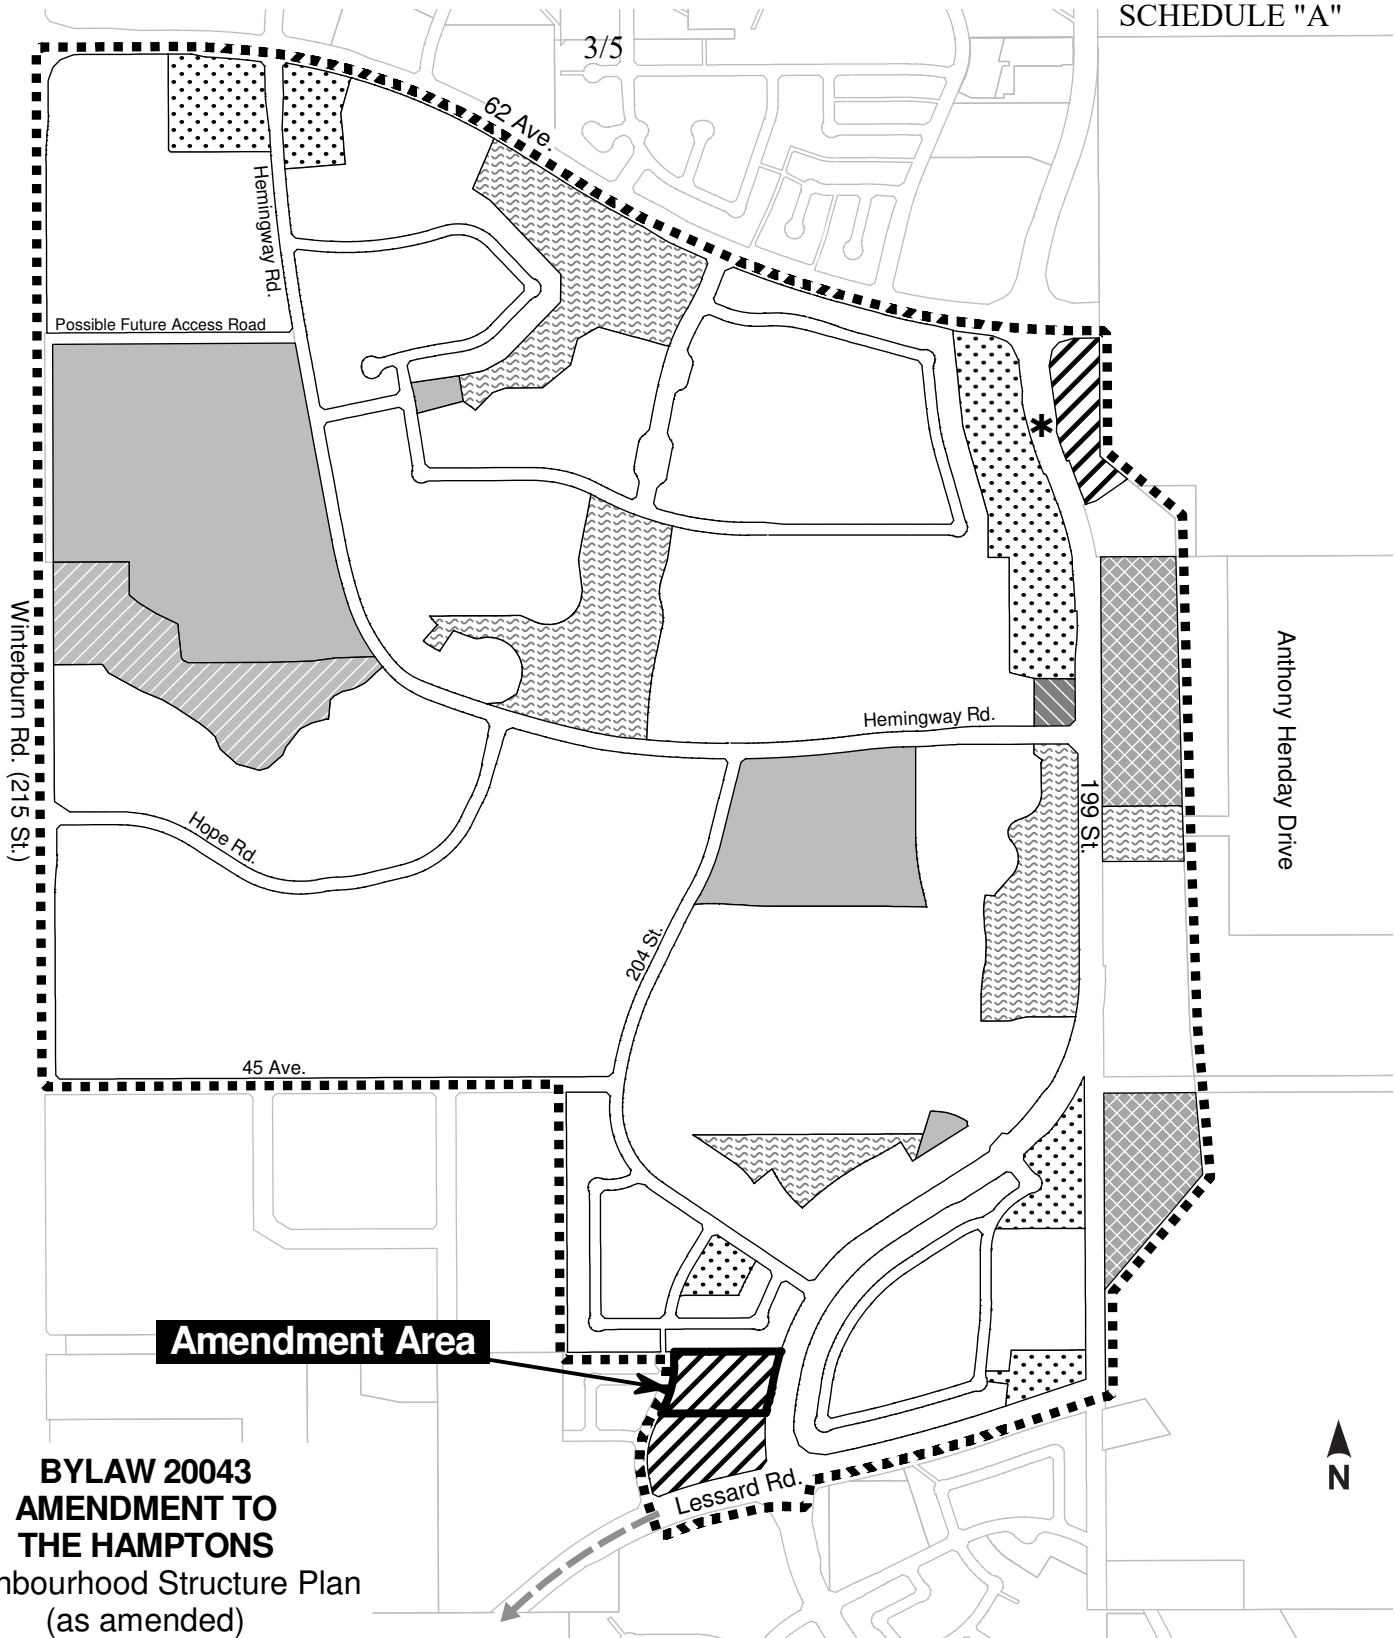 SCHEDULE "A"
3/5
62 Ave.
Hemingway Rd.
Possible Future Access Road
*
Winterburn Rd. (215 St.)
Hemingway Rd.
199 St.
Anthony Henday Drive
Hope Rd.
204 St.
45 Ave.
Amendment Area
Lessard Rd.
N
BYLAW 20043
AMENDMENT TO
THE HAMPTONS
nbourhood Structure Plan
(as amended)